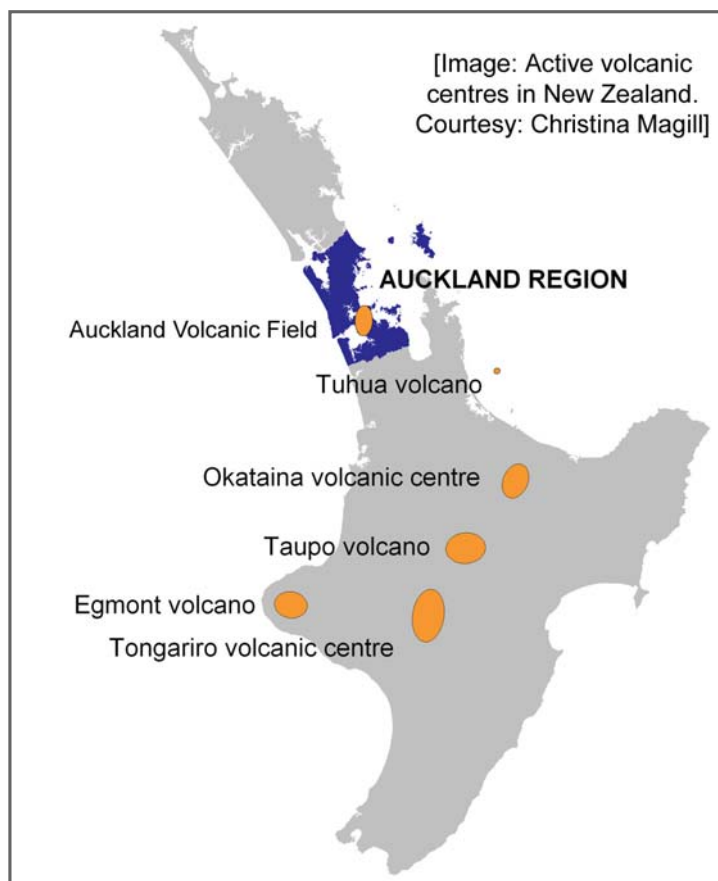 [Image: Active volcanic
centres in New Zealand.
Courtesy: Christina Magill]
AUCKLAND REGION
Auckland Volcanic Field
Tuhua volcano
Okataina volcanic centre
Taupo volcano
Egmont volcano
Tongariro volcanic centre